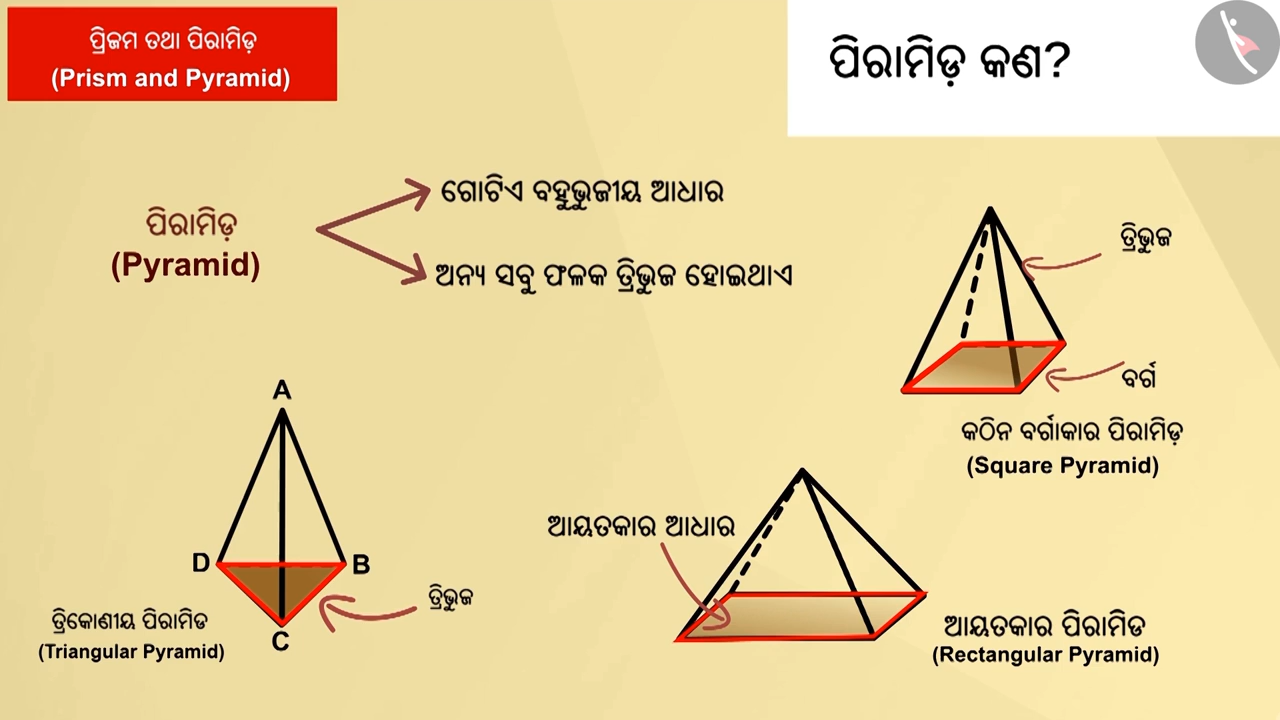 ପ୍ରିଜମ ତଥା ପିରାମିଡ଼
(Prism and Pyramid)
ପିରାମିଡ଼ କଣ?
ଗୋଟିଏ ବହୁଭୁଜୀୟ ଆଧାର
ପିରାମିଡ଼
(Pyramid)
ଅନ୍ୟ ସବୁ ଫଳକ ତ୍ରିଭୁଜ ହୋଇଥାଏ
ତ୍ରିଭୁଜ
ବର୍ଗ
କଠିନ ବର୍ଗାକାର ପିରାମିଡ଼
(Square Pyramid)
A
D
B
C
ତ୍ରିଭୁଜ
ତ୍ରିକୋଣୀୟ ପିରାମିଡ
(Triangular Pyramid)
ଆୟତକାର ଆଧାର
ଆୟତକାର ପିରାମିଡ
(Rectangular Pyramid)